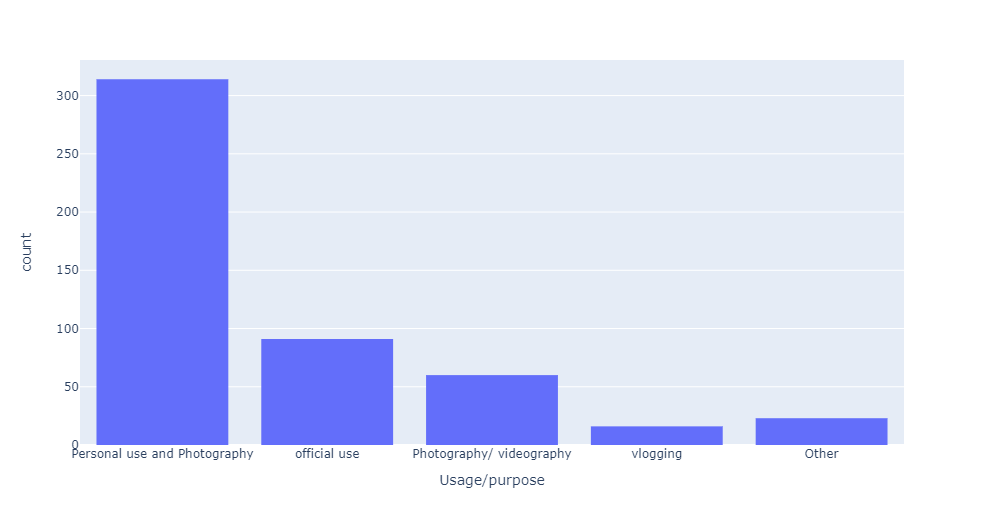 300
250
200
150
100
50
0
count
Personal use and Photography
official use
Photography/ videography
vlogging
Other
Usage/purpose